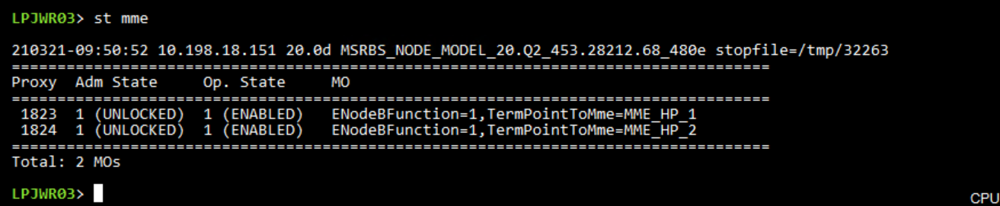 LPJWR03> st mme
210321-09:50:52 10.198.18.151 20.0d MSRBS_NODE_MODEL_20.Q2_453.28212.68_480e stopfile=/tmp/32263
===================================================================================
Proxy  Adm State     Op. State     MO
===================================================================================
 1823  1 (UNLOCKED)  1 (ENABLED)   ENodeBFunction=1,TermPointToMme=MME_HP_1
 1824  1 (UNLOCKED)  1 (ENABLED)   ENodeBFunction=1,TermPointToMme=MME_HP_2
===================================================================================
Total: 2 MOs
LPJWR03>
CPU